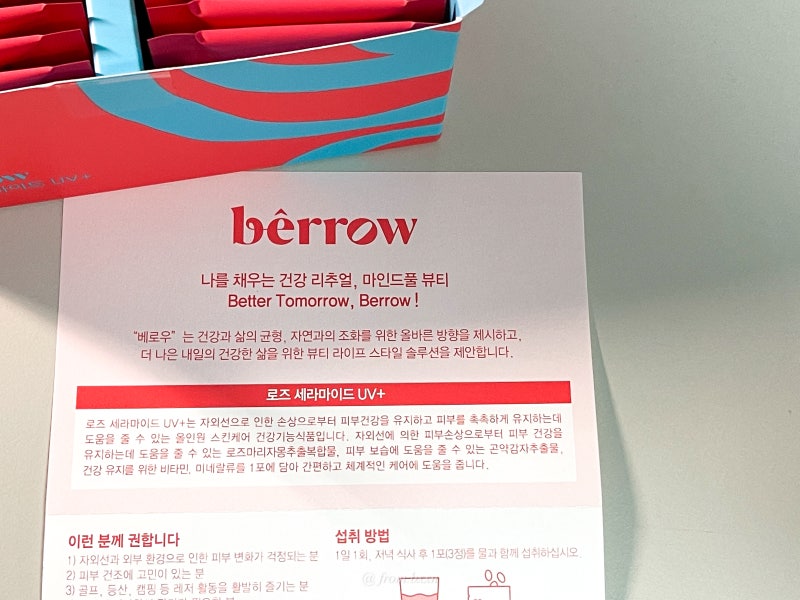 UV+
bêrrow
나를 채우는 건강 리추얼, 마인드풀 뷰티
Better Tomorrow, Berrow !
“베로우” 는 건강과 삶의 균형, 자연과의 조화를 위한 올바른 방향을 제시하고,
더 나은 내일의 건강한 삶을 위한 뷰티 라이프 스타일 솔루션을 제안합니다.
로즈 세라마이드 UV+
로즈 세라마이드 UV+는 자외선으로 인한 손상으로부터 피부건강을 유지하고 피부를 촉촉하게 유지하는데
도움을 줄 수 있는 올인원 스킨케어 건강기능식품입니다. 자외선에 의한 피부손상으로부터 피부 건강을
유지하는데 도움을 줄 수 있는 로즈마리자몽추출복합물, 피부 보습에 도움을 줄 수 있는 곤약감자추출물,
건강 유지를 위한 비타민, 미네랄류를 1포에 담아 간편하고 체계적인 케어에 도움을 줍니다.
이런 분께 권합니다
1) 자외선과 외부 환경으로 인한 피부 변화가 걱정되는 분
2) 피부 건조에 고민이 있는 분
3) 골프, 등산, 캠핑 등 레저 활동을 활발히 즐기는 분
섭취 방법
1일 1회, 저녁 식사 후 1포(3정)를 물과 함께 섭취하십시오.